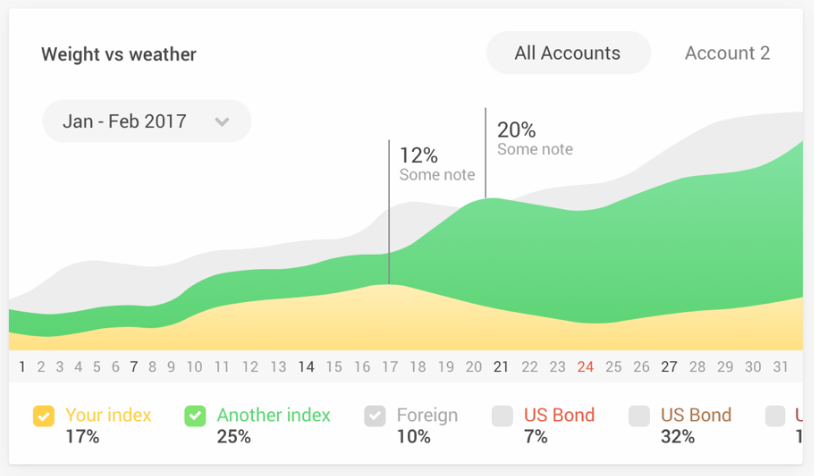 Weight vs weather
All Accounts
Account 2
Jan - Feb 2017
20%
Some note
12%
Some note
1 2 3 4 5 6 7 8 9 10 11 12 13 14 15 16 17 18 19 20 21 22 23 24 25 26 27 28 29 30 31
Your index
17%
Another index
25%
Foreign
10%
US Bond
7%
US Bond
32%